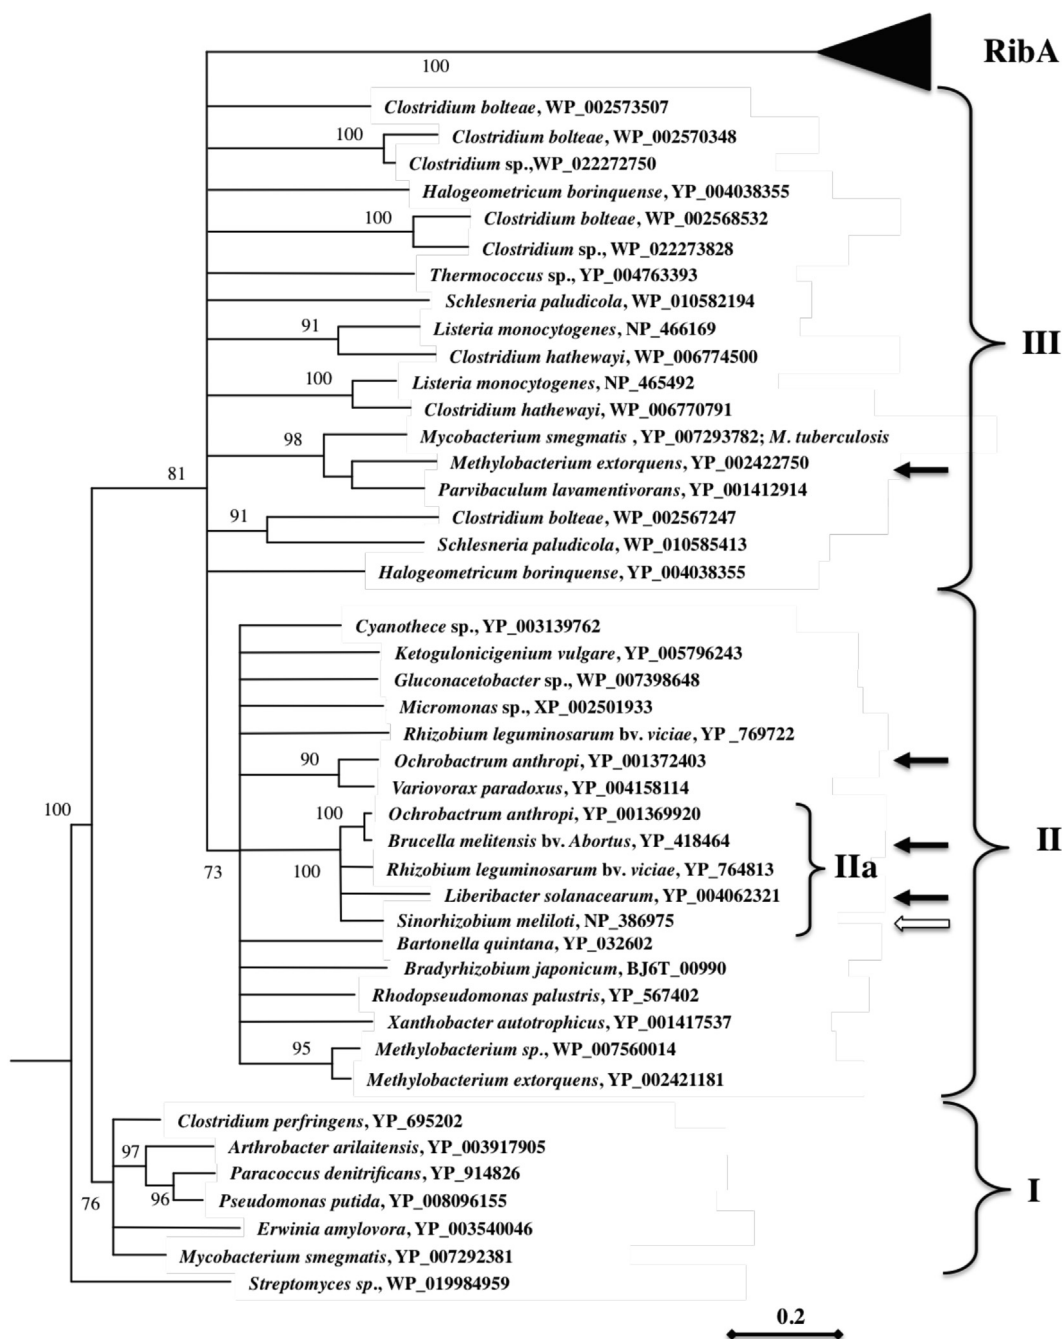 RibA
100
Clostridium bolteae, WP_002573507
100
Clostridium bolteae, WP_002570348
Clostridium sp.,WP_022272750
Halogeometricum borinquense, YP_004038355
100
Clostridium bolteae, WP_002568532
Clostridium sp., WP_022273828
Thermococcus sp., YP_004763393
Schlesneria paludicola, WP_010582194
91
Listeria monocytogenes, NP_466169
III
Clostridium hathewayi, WP_006774500
100
Listeria monocytogenes, NP_465492
Clostridium hathewayi, WP_006770791
98
Mycobacterium smegmatis , YP_007293782; M. tuberculosis
Methylobacterium extorquens, YP_002422750
81
Parvibaculum lavamentivorans, YP_001412914
91
Clostridium bolteae, WP_002567247
Schlesneria paludicola, WP_010585413
Halogeometricum borinquense, YP_004038355
Cyanothece sp., YP_003139762
Ketogulonicigenium vulgare, YP_005796243
Gluconacetobacter sp., WP_007398648
Micromonas sp., XP_002501933
Rhizobium leguminosarum bv. viciae, YP _769722
90
Ochrobactrum anthropi, YP_001372403
Variovorax paradoxus, YP_004158114
100
100
Ochrobactrum anthropi, YP_001369920
Brucella melitensis bv. Abortus, YP_418464
II
73
100
Rhizobium leguminosarum bv. viciae, YP_764813
IIa
Liberibacter solanacearum, YP_004062321
Sinorhizobium meliloti, NP_386975
Bartonella quintana, YP_032602
Bradyrhizobium japonicum, BJ6T_00990
Rhodopseudomonas palustris, YP_567402
Xanthobacter autotrophicus, YP_001417537
95
Methylobacterium sp., WP_007560014
Methylobacterium extorquens, YP_002421181
Clostridium perfringens, YP_695202
97
Arthrobacter arilaitensis, YP_003917905
Paracoccus denitrificans, YP_914826
I
76
96
Pseudomonas putida, YP_008096155
Erwinia amylovora, YP_003540046
Mycobacterium smegmatis, YP_007292381
Streptomyces sp., WP_019984959
0.2